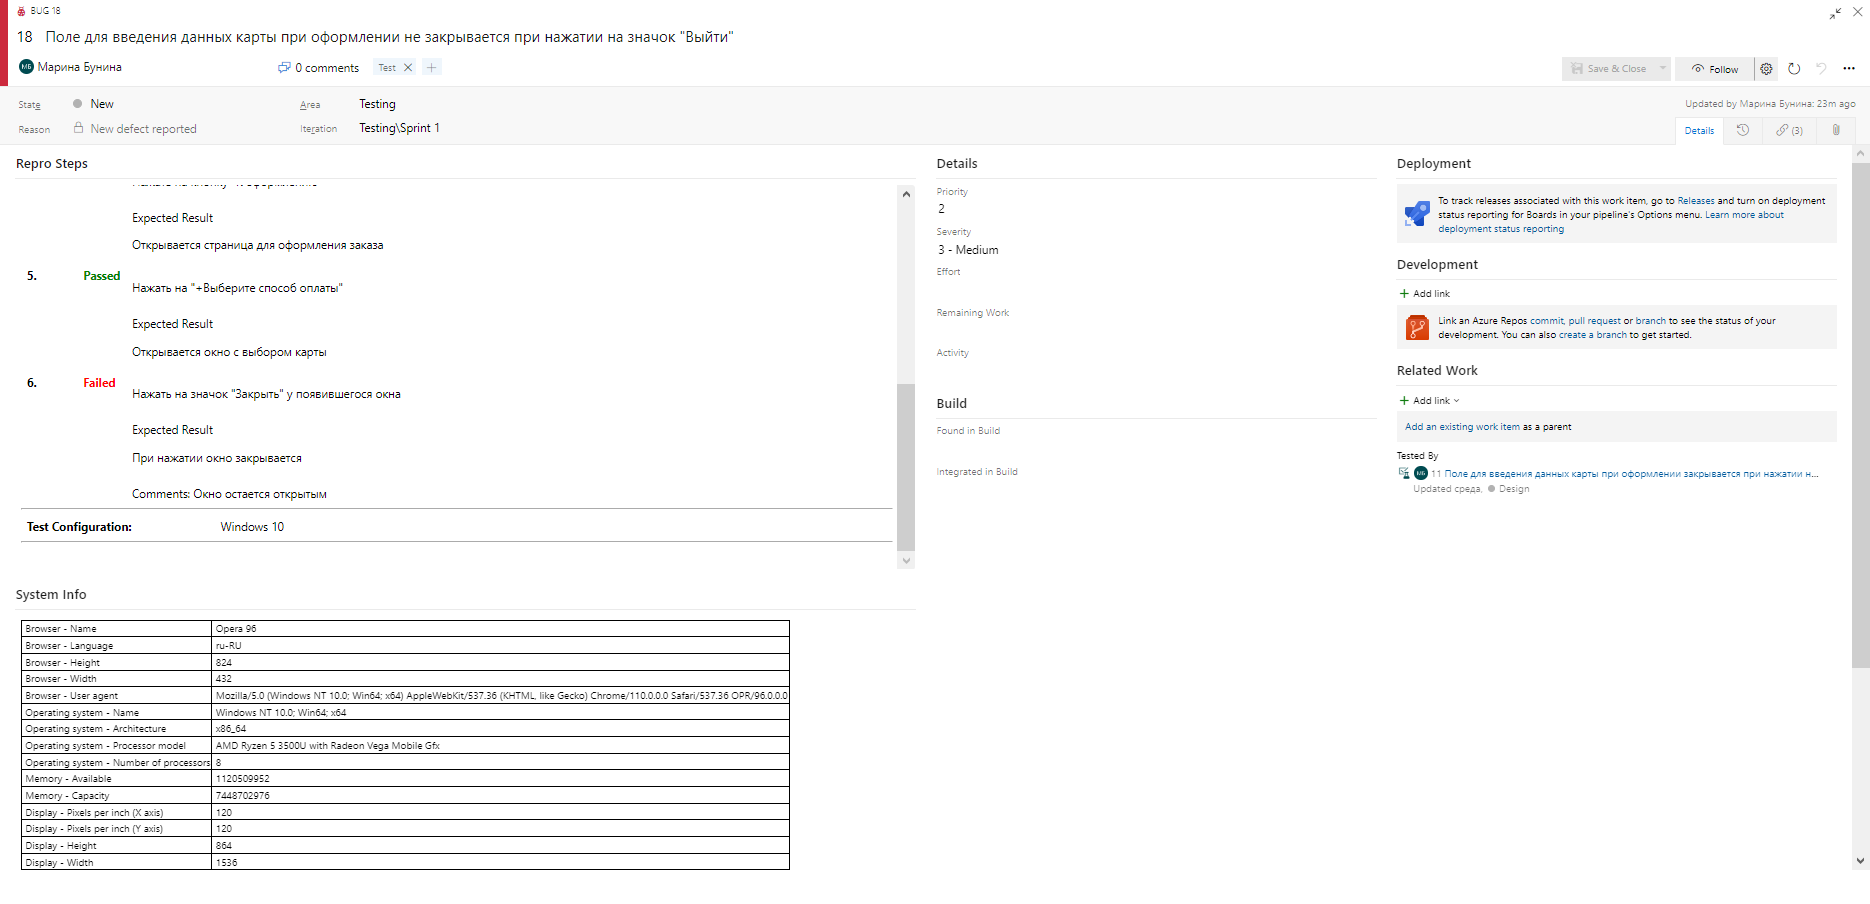 BUG 18
18 Поле для введения данных карты при оформлении не закрывается при нажатии на значок "Выйти"
МБ Марина Бунина
0 comments
Test
Save & Close
Follow
State
New
Area
Testing
Updated by Марина Бунина: 23m ago
Reason
New defect reported
Iteration
Testing\Sprint 1
Details
(3)
Repro Steps
Expected Result
Открывается страница для оформления заказа
5. Passed
Нажать на "+Выберите способ оплаты"
Expected Result
Открывается окно с выбором карты
6. Failed
Нажать на значок "Закрыть" у появившегося окна
Expected Result
При нажатии окно закрывается
Comments: Окно остается открытым
Test Configuration: Windows 10
System Info
Browser - Name Opera 96
Browser - Language ru-RU
Browser - Height 824
Browser - Width 432
Browser - User agent Mozilla/5.0 (Windows NT 10.0; Win64; x64) AppleWebKit/537.36 (KHTML, like Gecko) Chrome/110.0.0.0 Safari/537.36 OPR/96.0.0.0
Operating system - Name Windows NT 10.0; Win64; x64
Operating system - Architecture x86_64
Operating system - Processor model AMD Ryzen 5 3500U with Radeon Vega Mobile Gfx
Operating system - Number of processors 8
Memory - Available 1120509952
Memory - Capacity 7448702976
Display - Pixels per inch (X axis) 120
Display - Pixels per inch (Y axis) 120
Display - Height 864
Display - Width 1536
Details
Priority
2
Severity
3 - Medium
Effort
Remaining Work
Activity
Build
Found in Build
Integrated in Build
Deployment
To track releases associated with this work item, go to Releases and turn on deployment
status reporting for Boards in your pipeline's Options menu. Learn more about
deployment status reporting
Development
Add link
Link an Azure Repos commit, pull request or branch to see the status of your
development. You can also create a branch to get started.
Related Work
Add link
Add an existing work item as a parent
Tested By
МБ 11 Поле для введения данных карты при оформлении закрывается при нажатии н...
Updated среда, Design